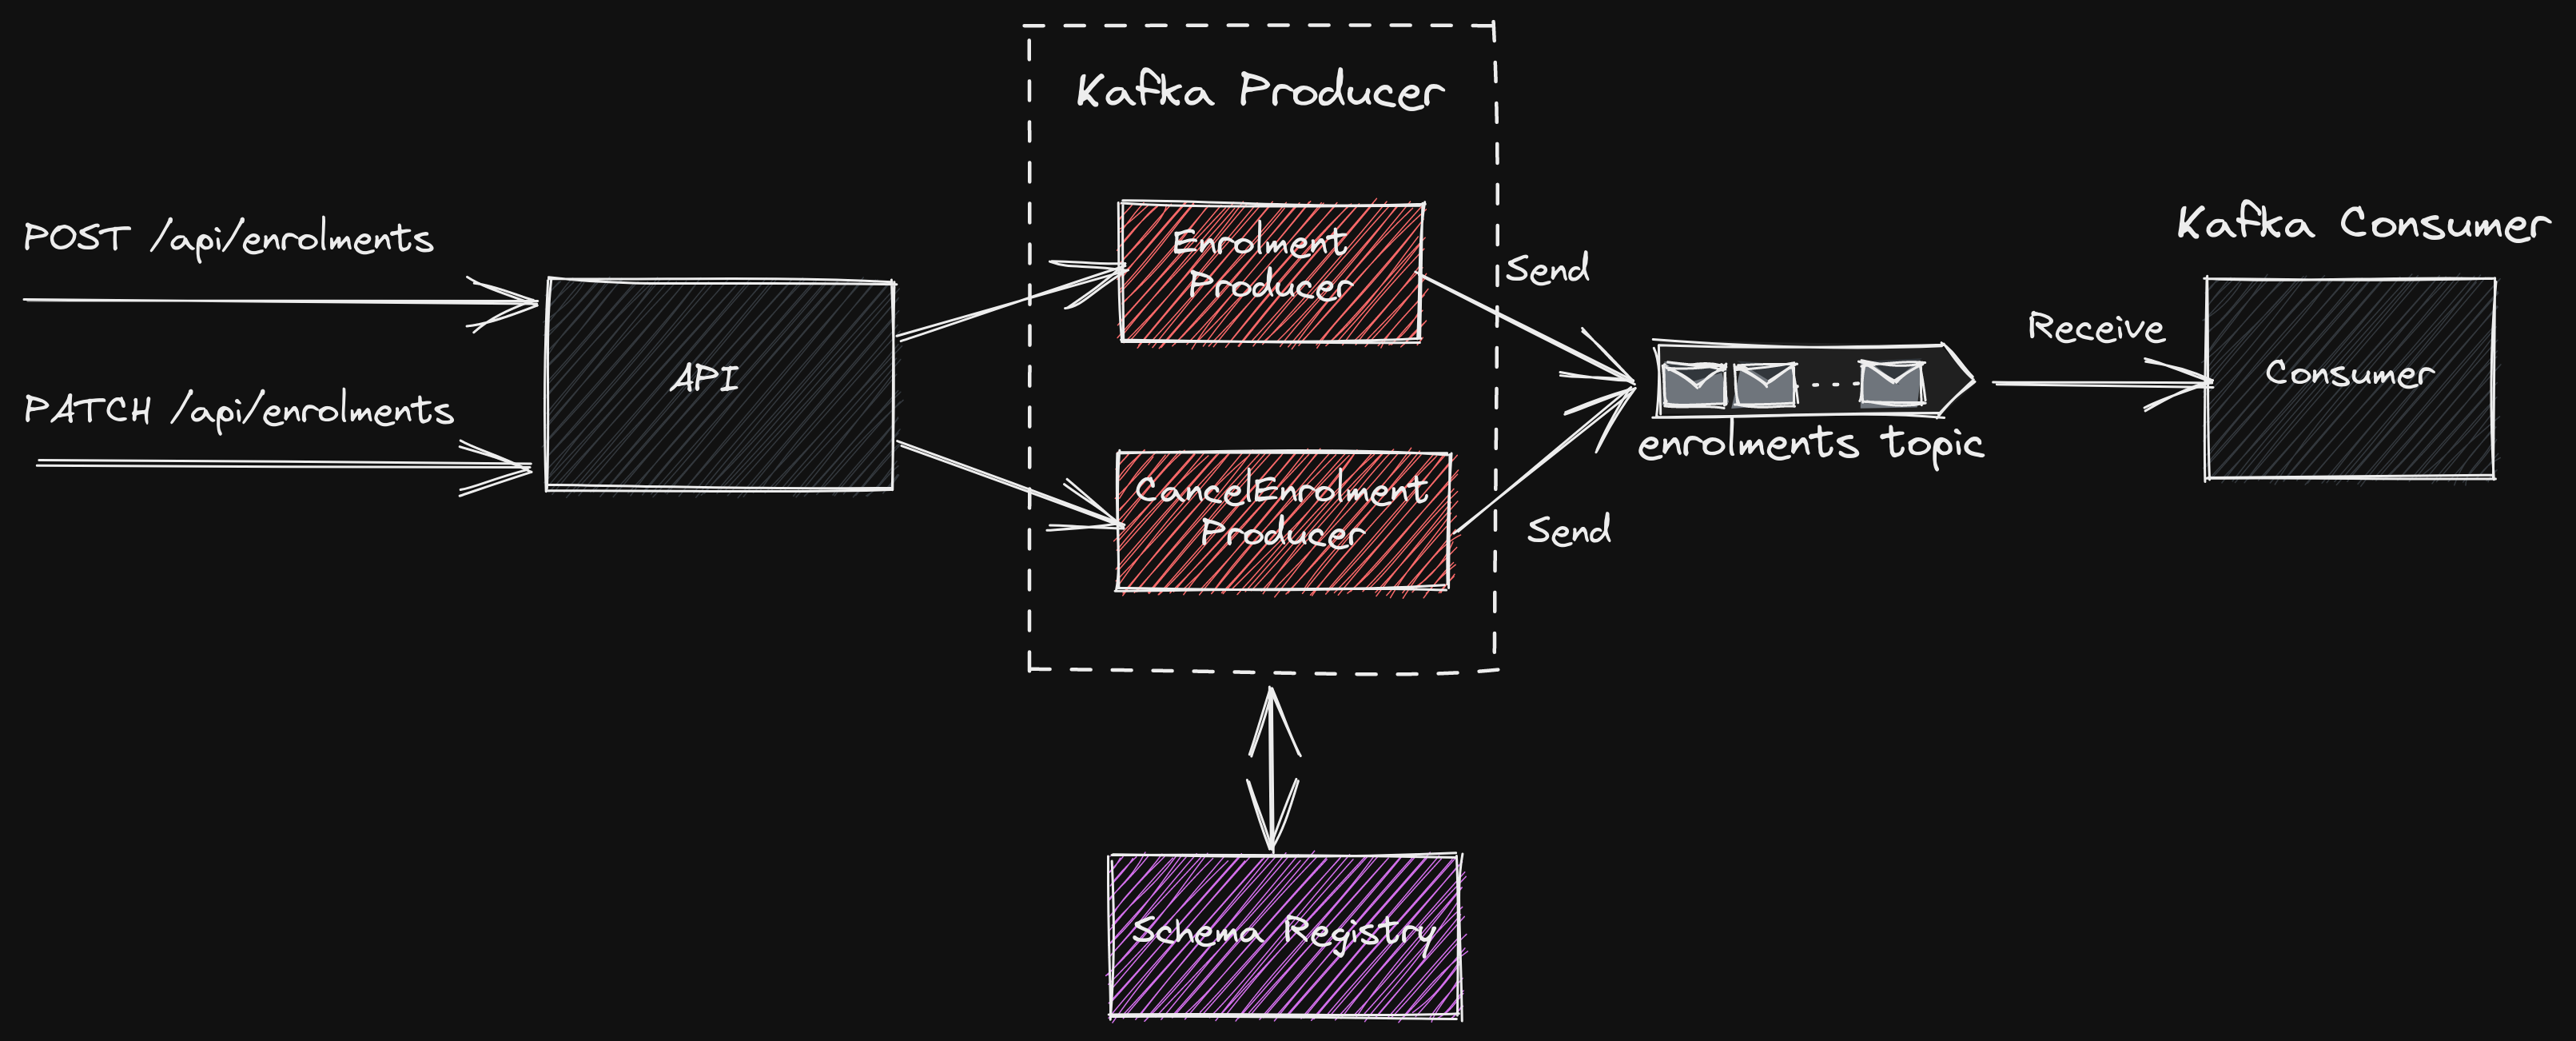 Kafka Producer
POST /api/enrolments
PATCH /api/enrolments
API
Enrolment
Producer
CancelEnrolment
Producer
Send
Send
enrolments topic
Receive
Kafka Consumer
Consumer
Schema Registry